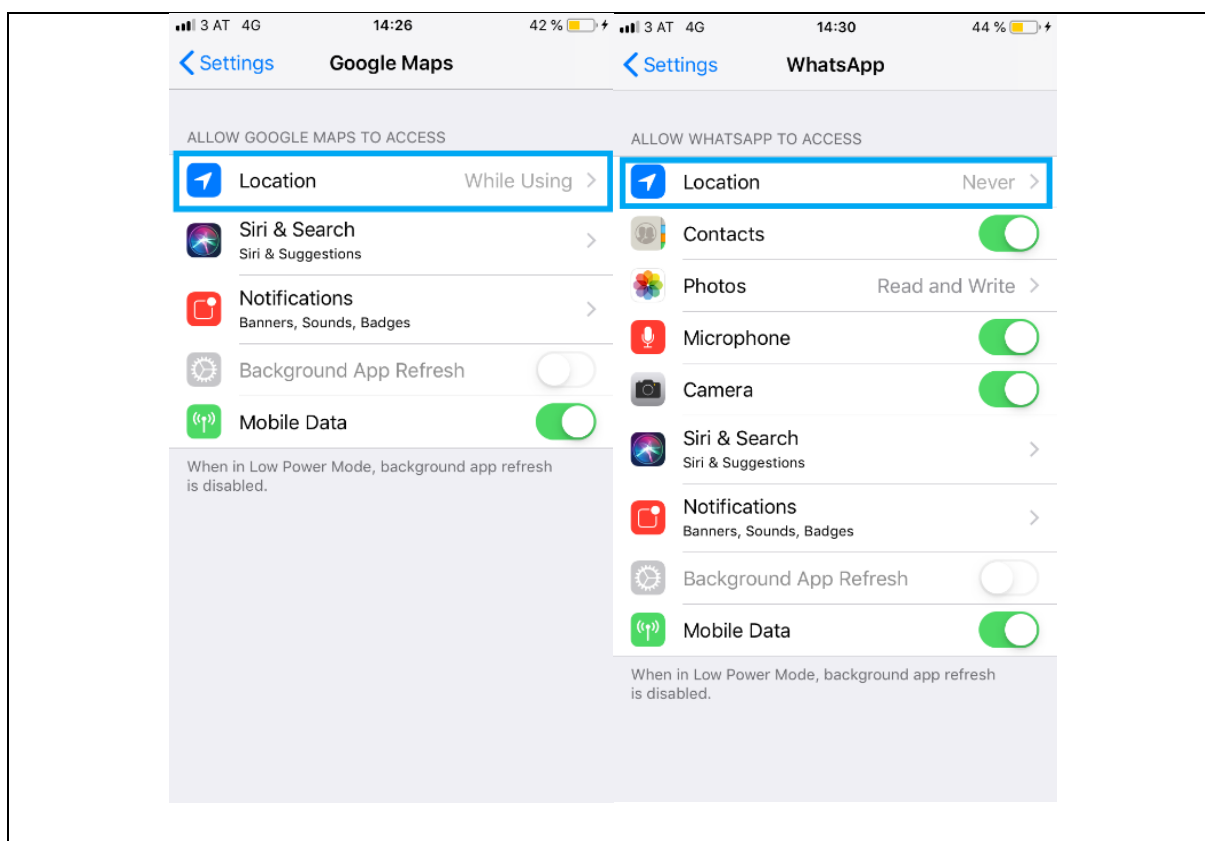 3 AT 4G 14:26 42 %
Settings Google Maps
ALLOW GOOGLE MAPS TO ACCESS
Location While Using
Siri & Search
Siri & Suggestions
Notifications
Banners, Sounds, Badges
Background App Refresh
Mobile Data
When in Low Power Mode, background app refresh
is disabled.
3 AT 4G 14:30 44 %
Settings WhatsApp
ALLOW WHATSAPP TO ACCESS
Location Never
Contacts
Photos Read and Write
Microphone
Camera
Siri & Search
Siri & Suggestions
Notifications
Banners, Sounds, Badges
Background App Refresh
Mobile Data
When in Low Power Mode, background app refresh
is disabled.